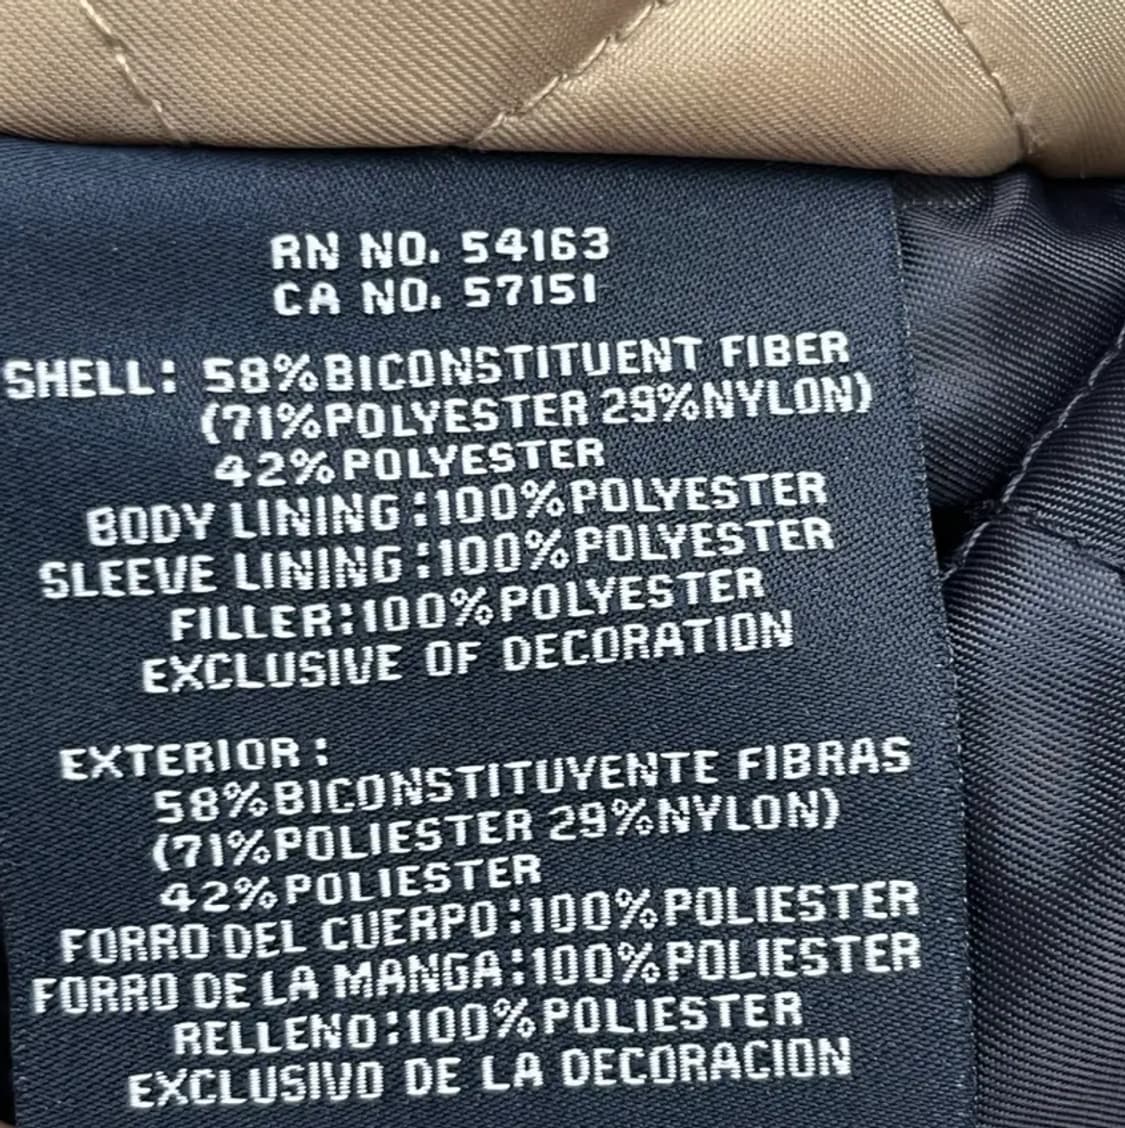 RN NO. 54163
CA NO. 57151
SHELL: 58%BICONSTITUENT FIBER
(71%POLYESTER 29%NYLON)
42%POLYESTER
BODY LINING:100%POLYESTER
SLEEVE LINING:100%POLYESTER
FILLER:100%POLYESTER
EXCLUSIVE OF DECORATION
EXTERIOR:
58%BICONSTITUYENTE FIBRAS
(71%POLIESTER 29%NYLON)
42%POLIESTER
FORRO DEL CUERPO:100%POLIESTER
FORRO DE LA MANGA:100%POLIESTER
RELLENO:100%POLIESTER
EXCLUSIVO DE LA DECORACION